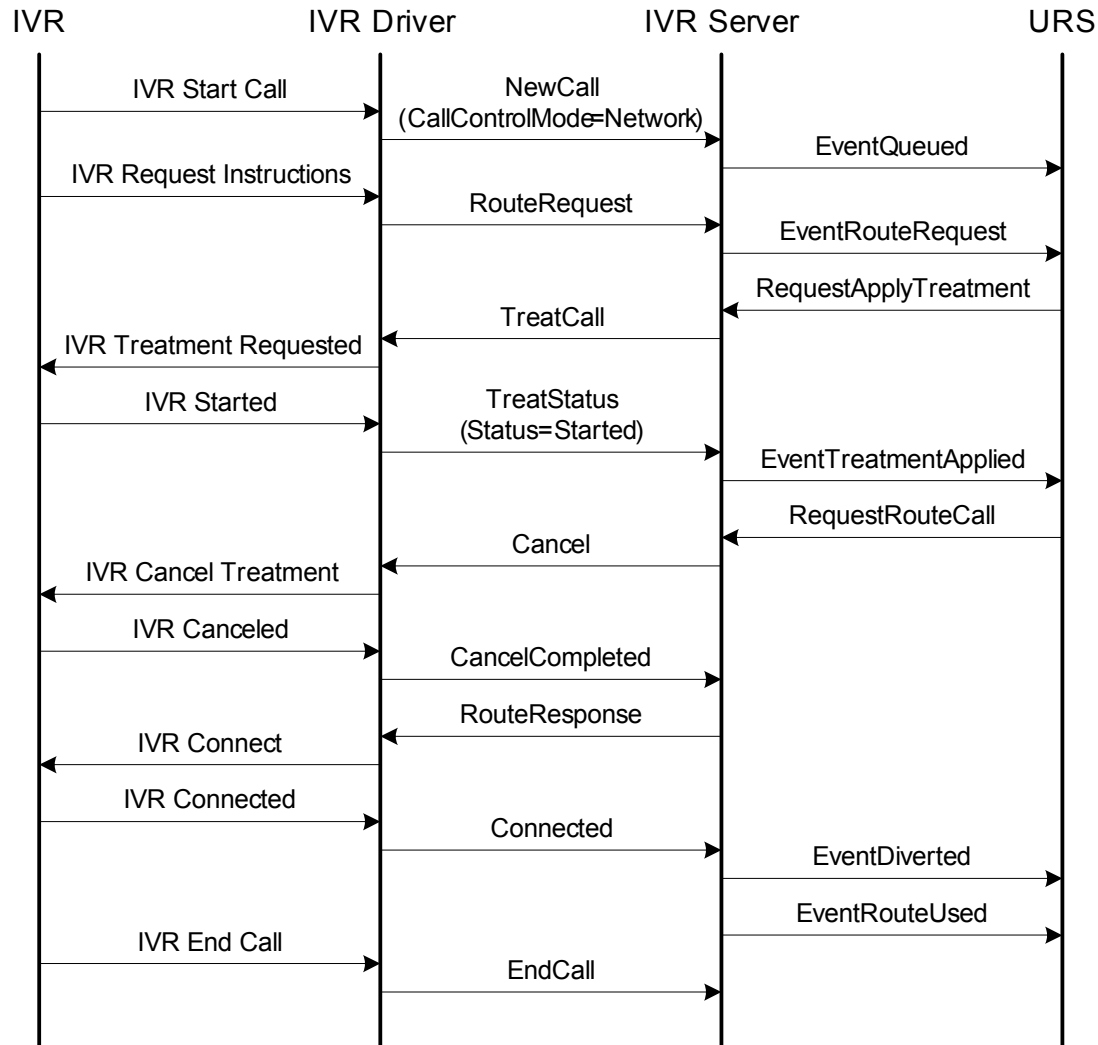 IVR
IVR Driver
IVR Server
URS
IVR Start Call
NewCall
(CallControlMode=Network)
EventQueued
IVR Request Instructions
RouteRequest
EventRouteRequest
RequestApplyTreatment
TreatCall
IVR Treatment Requested
IVR Started
TreatStatus
(Status=Started)
EventTreatmentApplied
RequestRouteCall
Cancel
IVR Cancel Treatment
IVR Canceled
CancelCompleted
RouteResponse
IVR Connect
IVR Connected
Connected
EventDiverted
EventRouteUsed
IVR End Call
EndCall